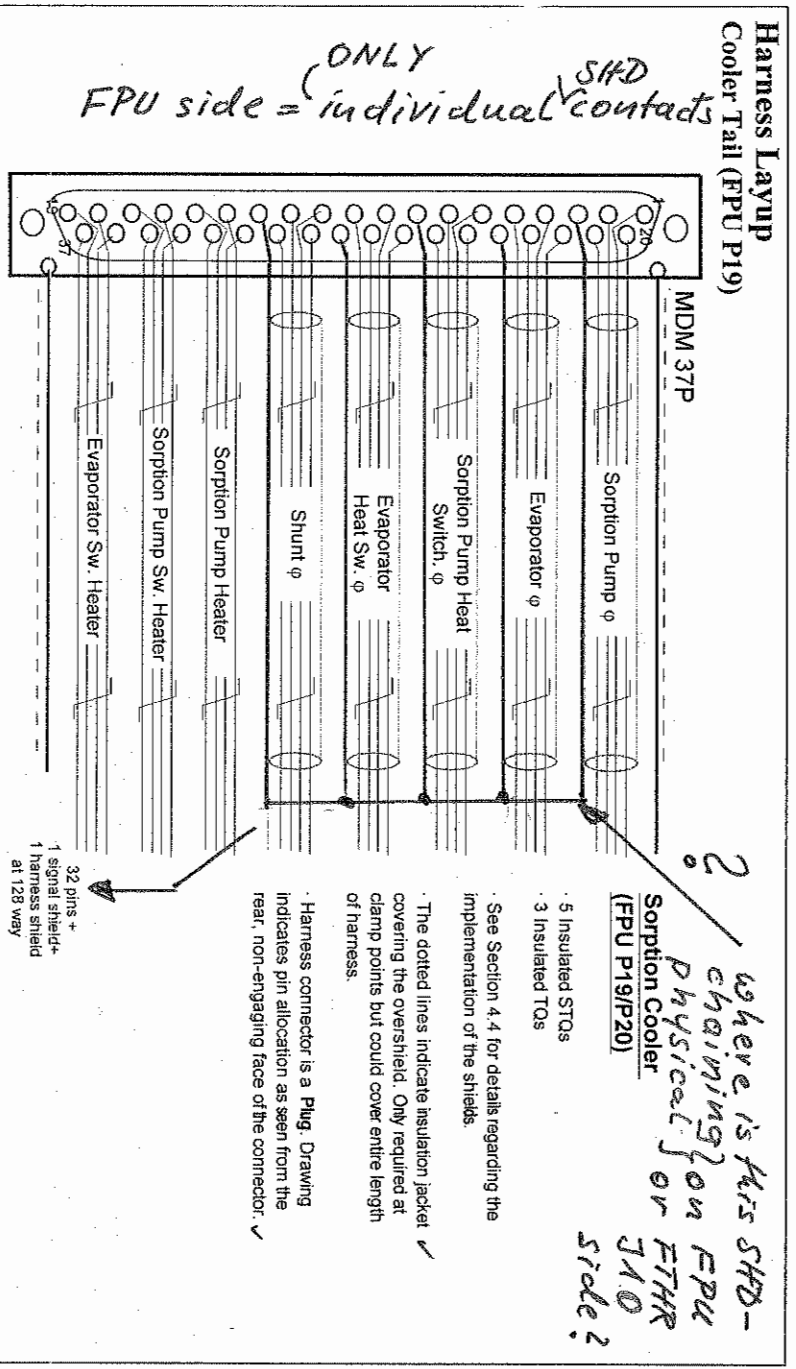 Harness Layup
Cooler Tail (FPU P19)
ONLY
SHD
FPU side = individual contacts
MDM 37P
1
20
19
37
Sorption Pump φ
Evaporator φ
Sorption Pump Heat
Switch, φ
Evaporator
Heat Sw. φ
Shunt φ
Sorption Pump Heater
Sorption Pump Sw. Heater
Evaporator Sw. Heater
32 pins +
1 signal shield+
1 harness shield
at 128 way
?
where is this SHD-
chaining } on FPU
physical } or FTHR
J10
side?
Sorption Cooler
(FPU P19/P20)
· 5 Insulated STQs
· 3 Insulated TQs
· See Section 4.4 for details regarding the
implementation of the shields.
· The dotted lines indicate insulation jacket ✓
covering the overshield. Only required at
clamp points but could cover entire length
of harness.
· Harness connector is a Plug. Drawing
indicates pin allocation as seen from the
rear, non-engaging face of the connector. ✓